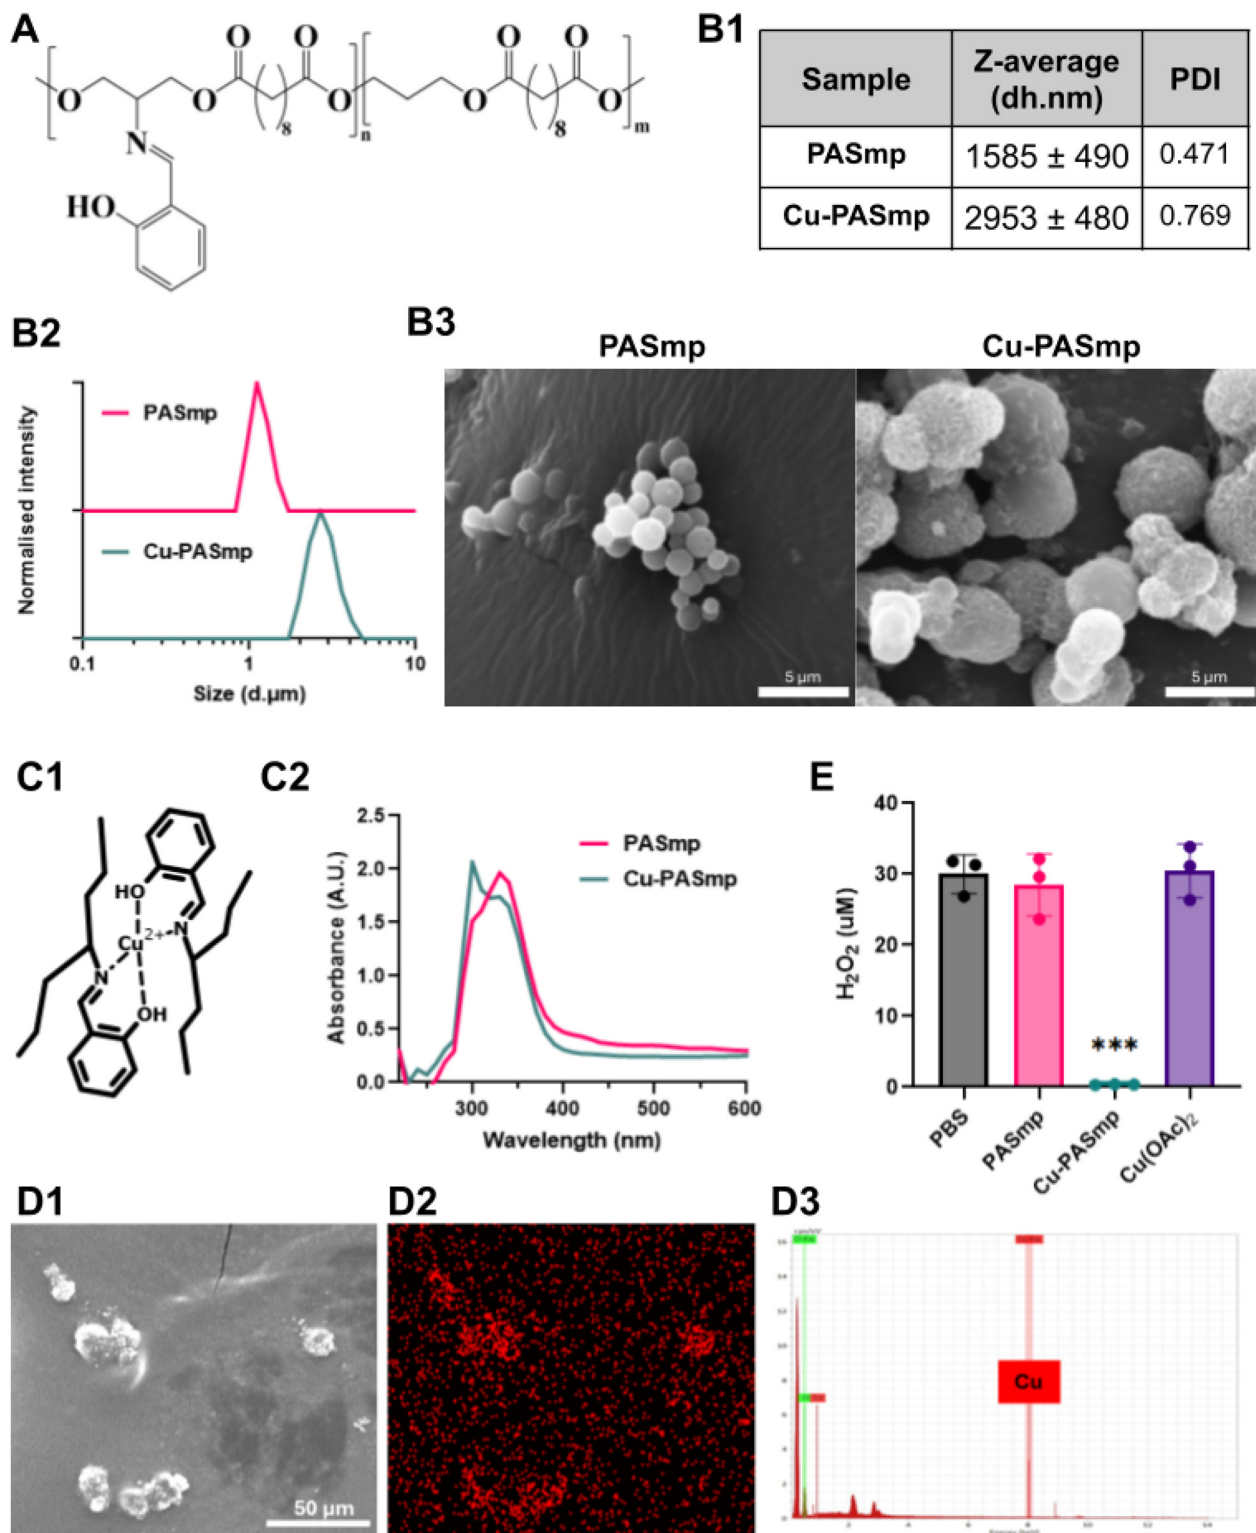 A
O
O
O
O
O
N
HO
8
n
O
O
O
O
8
m
B1
Sample
Z-average
(dh.nm)
PDI
PASmp
1585 ± 490
0.471
Cu-PASmp
2953 ± 480
0.769
B2
Normalised intensity
PASmp
Cu-PASmp
0.1
1
10
Size (d.µm)
B3
PASmp
Cu-PASmp
5 µm
5 µm
C1
HO
Cu2+
N
N
OH
C2
Absorbance (A.U.)
2.5
2.0
1.5
1.0
0.5
0.0
PASmp
Cu-PASmp
300
400
500
600
Wavelength (nm)
E
H₂O₂ (uM)
40
30
20
10
0
***
PBS
PASmp
Cu-PASmp
Cu(OAc)₂
D1
50 µm
D2
D3
Cu